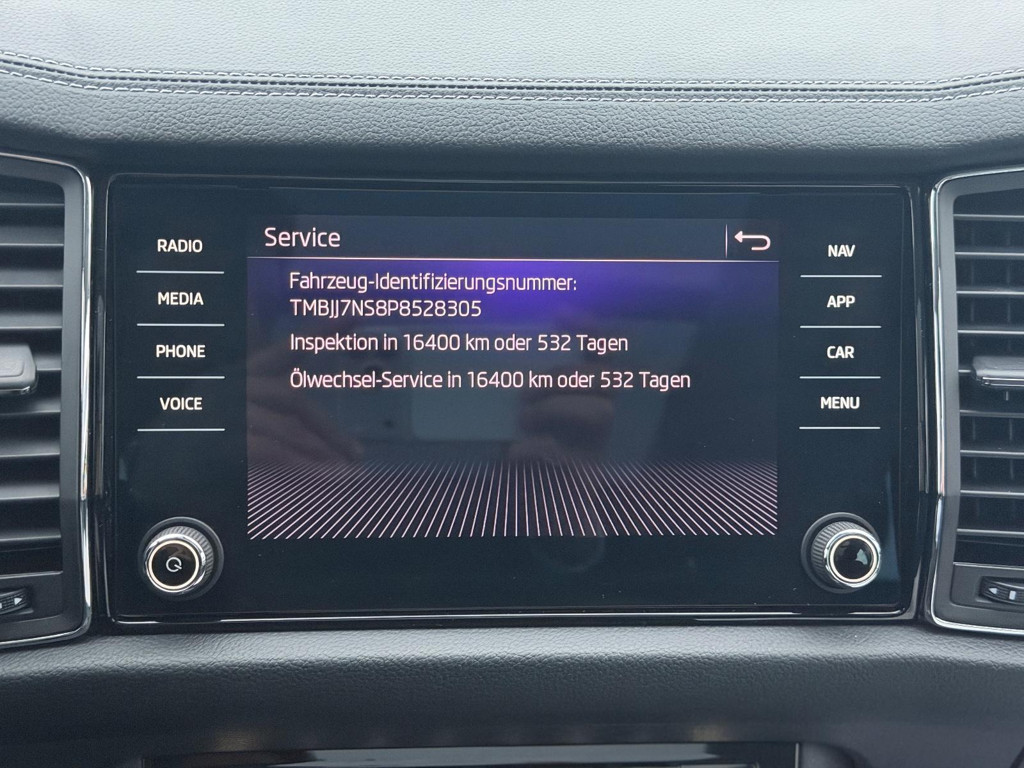 Service
RADIO
MEDIA
PHONE
VOICE
Fahrzeug-Identifizierungsnummer:
TMBJJ7NS8P8528305
Inspektion in 16400 km oder 532 Tagen
Ölwechsel-Service in 16400 km oder 532 Tagen
NAV
APP
CAR
MENU